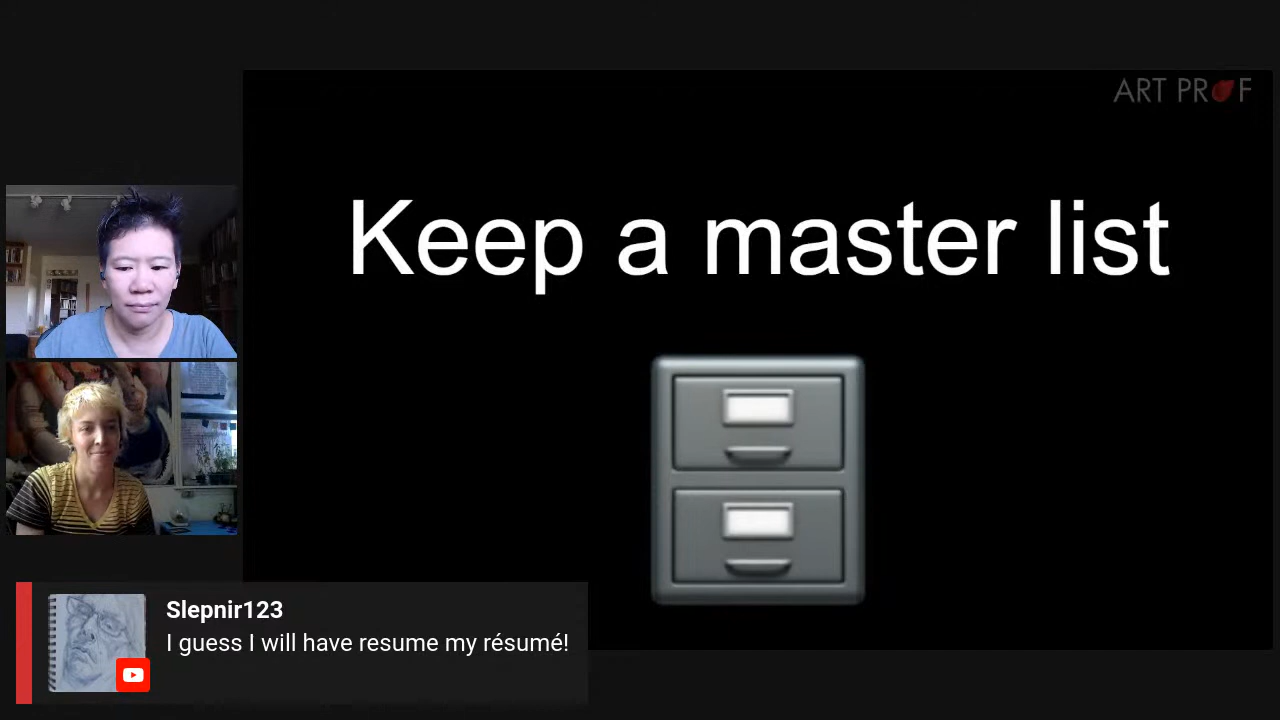 ART PROF
Keep a master list
Slepnir123
I guess I will have resume my résumé!